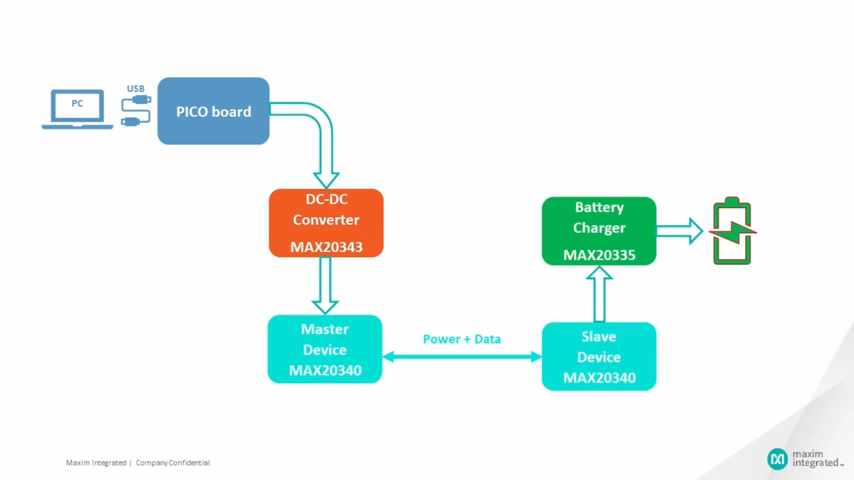 PC
USB
PICO board
DC-DC
Converter
MAX20343
Battery
Charger
MAX20335
Master
Device
MAX20340
Power + Data
Slave
Device
MAX20340
Maxim Integrated | Company Confidential
maxim
integrated™